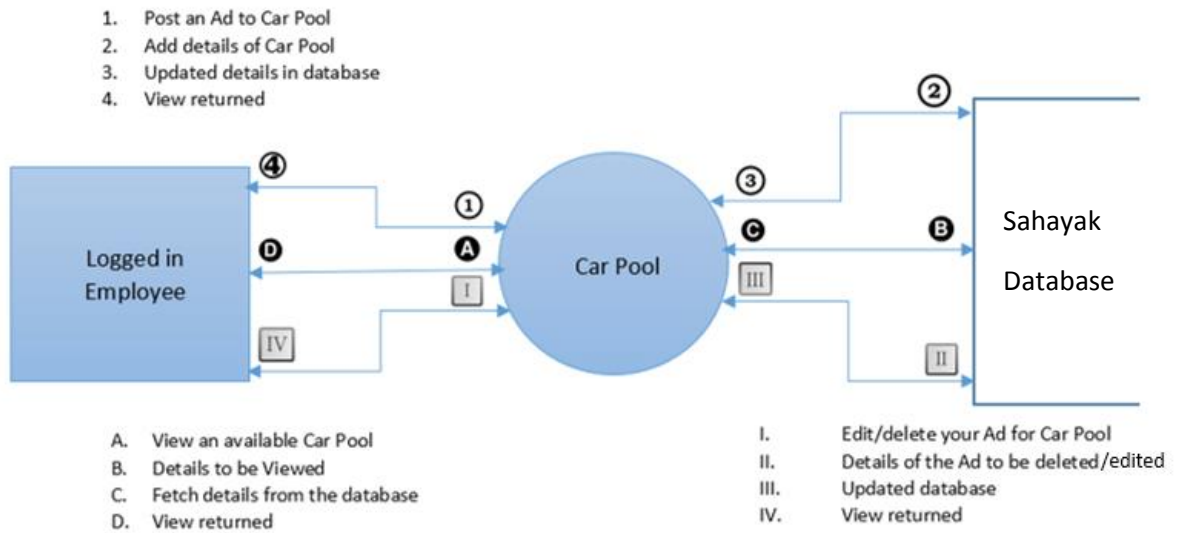 1. Post an Ad to Car Pool
2. Add details of Car Pool
3. Updated details in database
4. View returned
2
4
3
1
Sahayak
Database
D
A
C
B
Logged in
Employee
Car Pool
I
III
IV
II
A. View an available Car Pool
B. Details to be Viewed
C. Fetch details from the database
D. View returned
I. Edit/delete your Ad for Car Pool
II. Details of the Ad to be deleted/edited
III. Updated database
IV. View returned